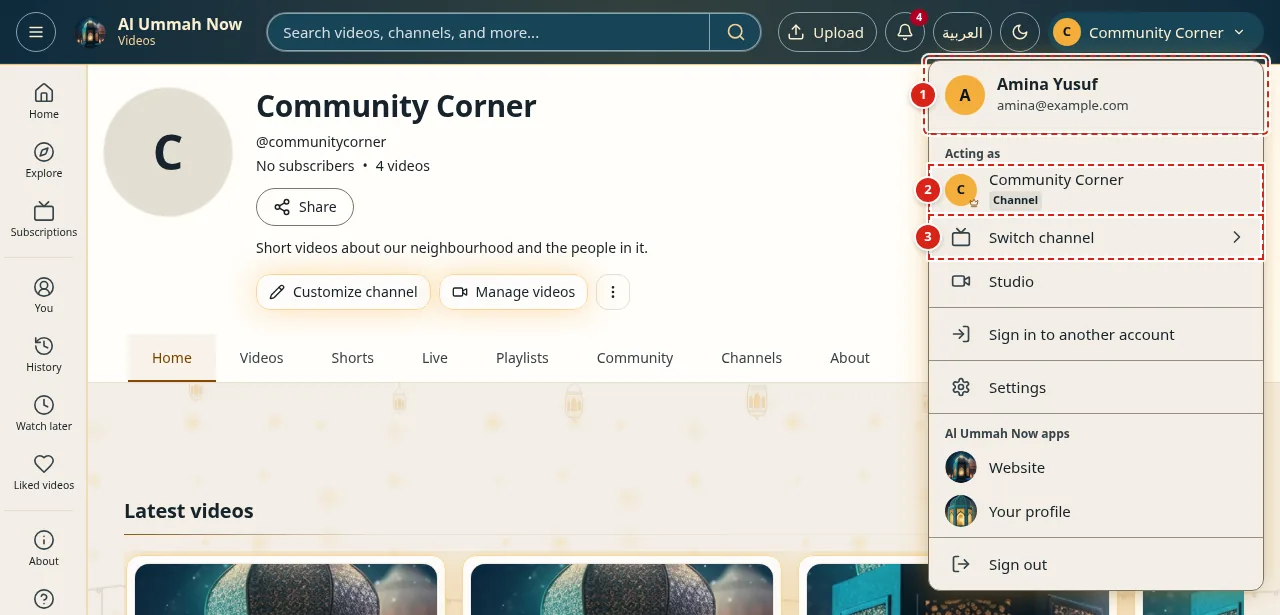 Al Ummah Now
Videos
Search videos, channels, and more...
Upload
4
العربية
C
Community Corner
Home
Explore
Subscriptions
You
History
Watch later
Liked videos
About
C
Community Corner
@communitycorner
No subscribers • 4 videos
Share
Short videos about our neighbourhood and the people in it.
Customize channel
Manage videos
Home
Videos
Shorts
Live
Playlists
Community
Channels
About
Latest videos
1
A
Amina Yusuf
amina@example.com
Acting as
2
C
Community Corner
Channel
3
Switch channel
Studio
Sign in to another account
Settings
Al Ummah Now apps
Website
Your profile
Sign out